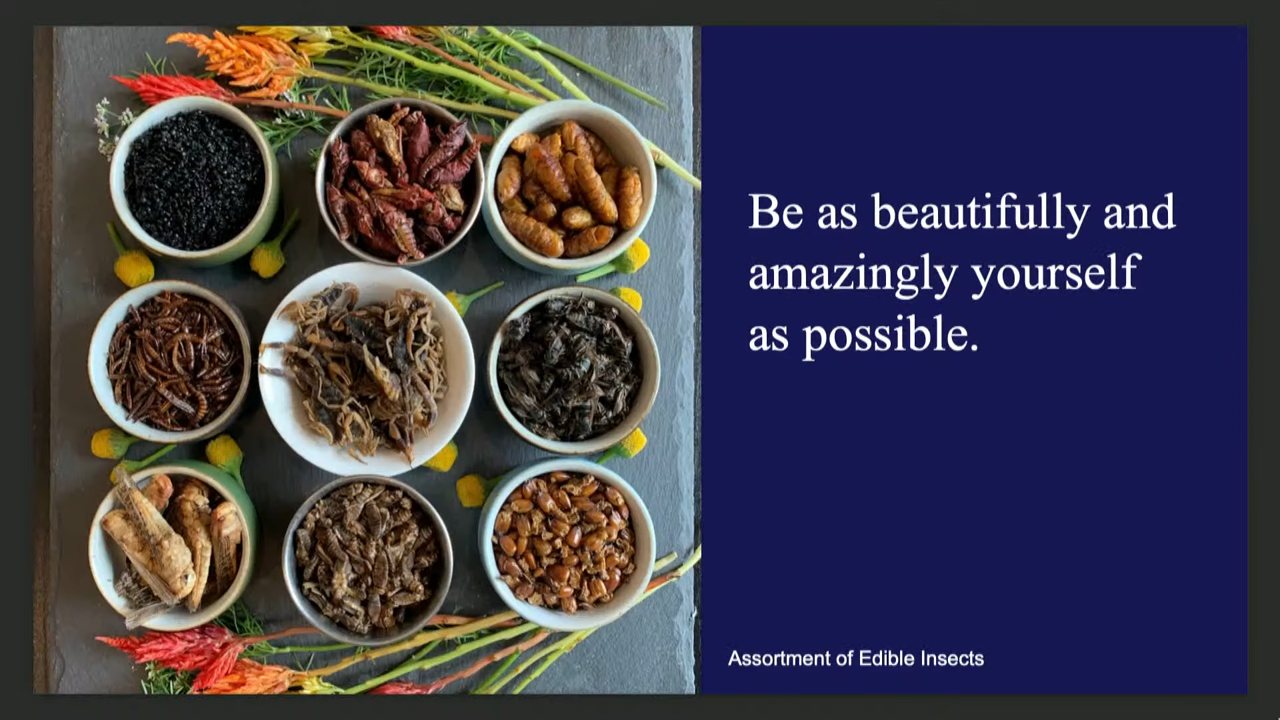 Be as beautifully and
amazingly yourself
as possible.
Assortment of Edible Insects